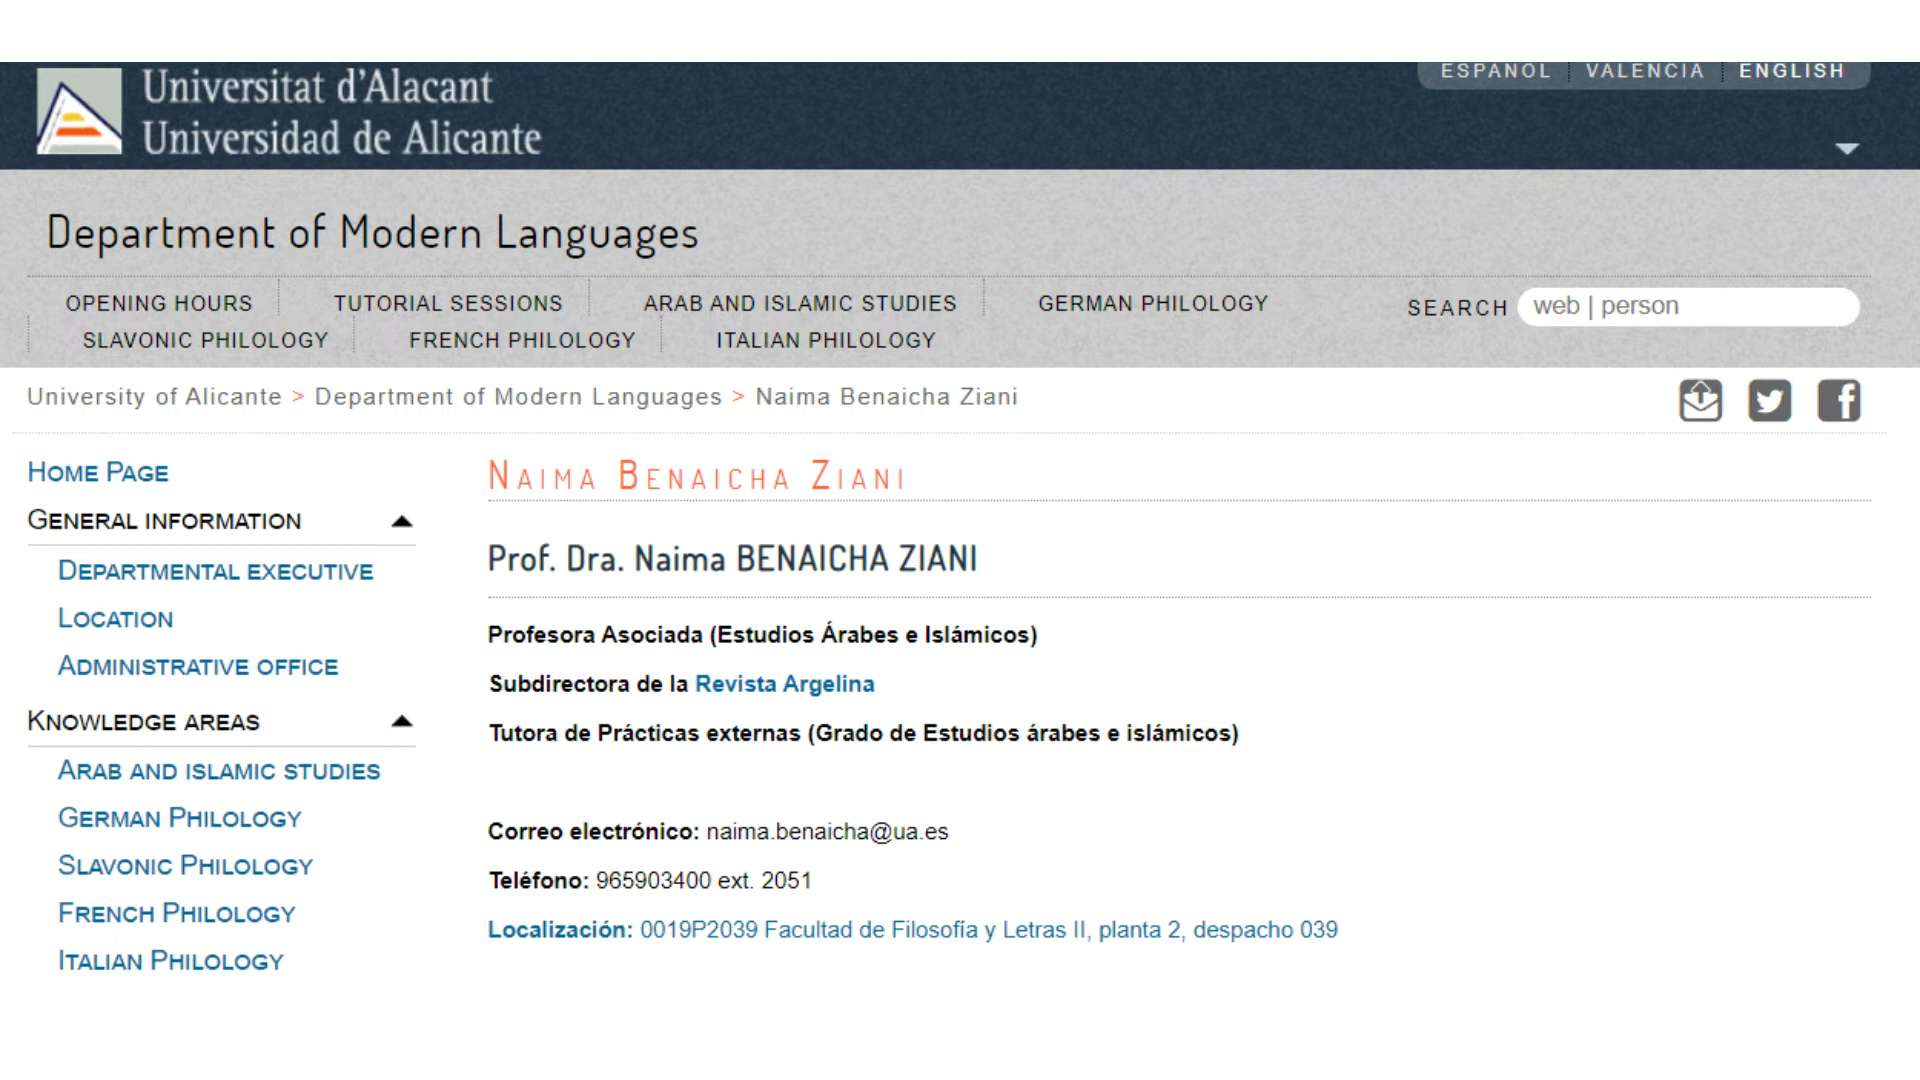 ESPAÑOL
VALENCIÀ
ENGLISH
Universitat d'Alacant
Universidad de Alicante
Department of Modern Languages
OPENING HOURS
TUTORIAL SESSIONS
ARAB AND ISLAMIC STUDIES
GERMAN PHILOLOGY
SLAVONIC PHILOLOGY
FRENCH PHILOLOGY
ITALIAN PHILOLOGY
SEARCH
web | person
University of Alicante > Department of Modern Languages > Naima Benaicha Ziani
HOME PAGE
GENERAL INFORMATION
DEPARTMENTAL EXECUTIVE
LOCATION
ADMINISTRATIVE OFFICE
KNOWLEDGE AREAS
ARAB AND ISLAMIC STUDIES
GERMAN PHILOLOGY
SLAVONIC PHILOLOGY
FRENCH PHILOLOGY
ITALIAN PHILOLOGY
NAIMA BENAICHA ZIANI
Prof. Dra. Naima BENAICHA ZIANI
Profesora Asociada (Estudios Árabes e Islámicos)
Subdirectora de la Revista Argelina
Tutora de Prácticas externas (Grado de Estudios árabes e islámicos)
Correo electrónico: naima.benaicha@ua.es
Teléfono: 965903400 ext. 2051
Localización: 0019P2039 Facultad de Filosofía y Letras II, planta 2, despacho 039